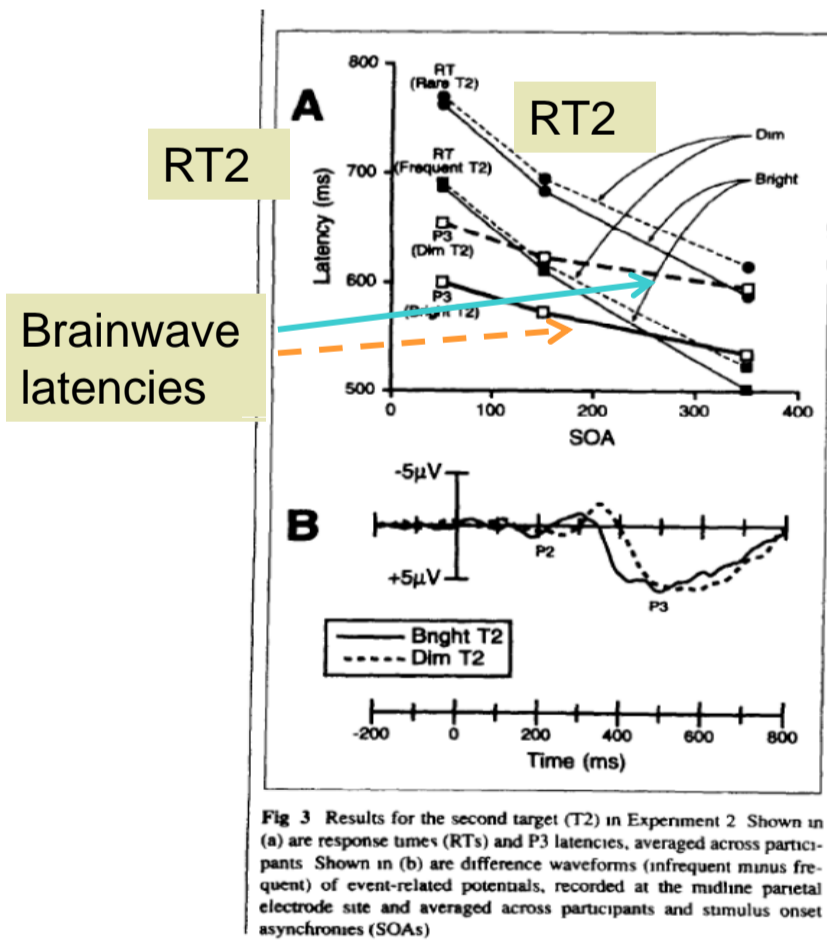 800
RT
(Rare T2)
A
RT2
RT2
Dim
RT
(Frequent T2)
Bright
700
Latency (ms)
P3
(Dim T2)
600
P3
(Bright T2)
Brainwave
latencies
500
0 100 200 300 400
SOA
-5µV
B
P2
+5µV
P3
Bright T2
Dim T2
-200 0 200 400 600 800
Time (ms)
Fig 3 Results for the second target (T2) in Experiment 2 Shown in
(a) are response times (RTs) and P3 latencies, averaged across partici-
pants Shown in (b) are difference waveforms (infrequent minus fre-
quent) of event-related potentials, recorded at the midline parietal
electrode site and averaged across participants and stimulus onset
asynchronies (SOAs)